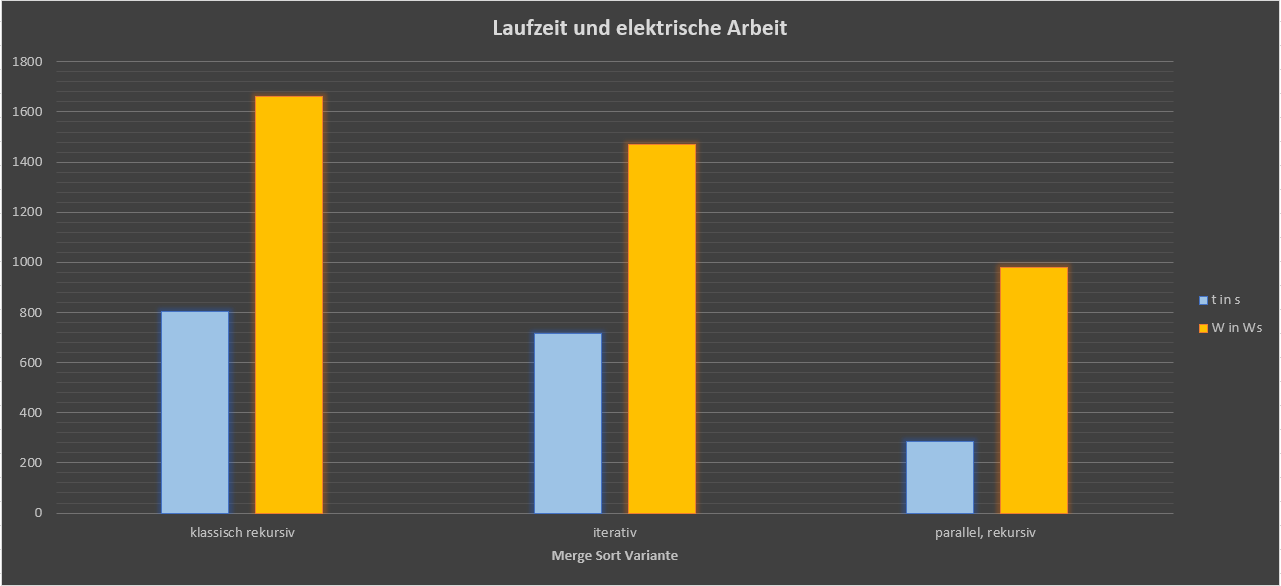 Laufzeit und elektrische Arbeit
1800
1600
1400
1200
1000
800
600
400
200
0
klassisch rekursiv
iterativ
parallel, rekursiv
Merge Sort Variante
t in s
W in Ws